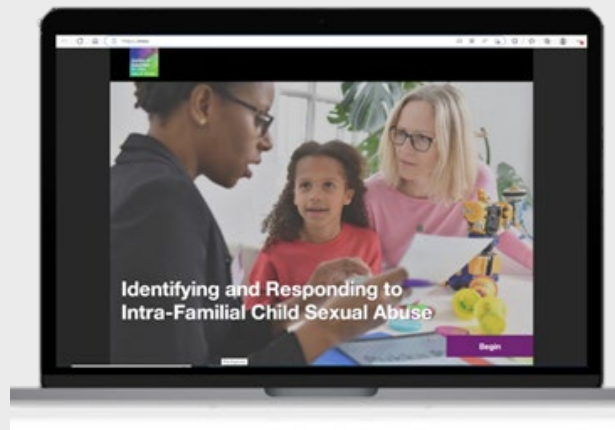 Identifying and Responding to
Intra-Familial Child Sexual Abuse
Begin